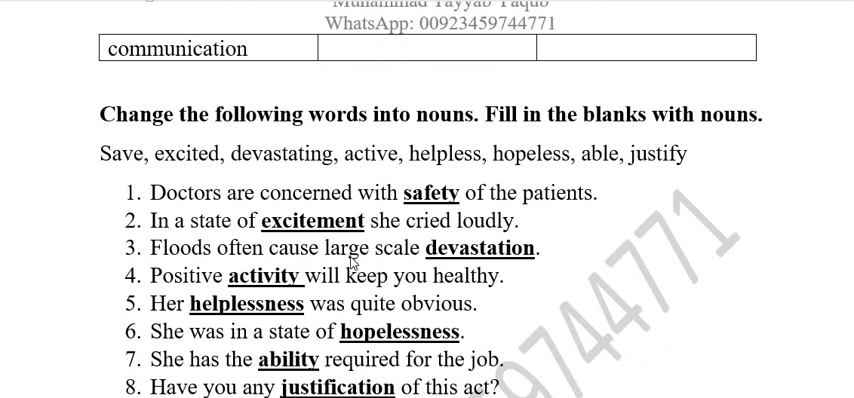 WhatsApp: 00923459744771
communication
Change the following words into nouns. Fill in the blanks with nouns.
Save, excited, devastating, active, helpless, hopeless, able, justify
1. Doctors are concerned with safety of the patients.
2. In a state of excitement she cried loudly.
3. Floods often cause large scale devastation.
4. Positive activity will keep you healthy.
5. Her helplessness was quite obvious.
6. She was in a state of hopelessness.
7. She has the ability required for the job.
8. Have you any justification of this act?
9744771